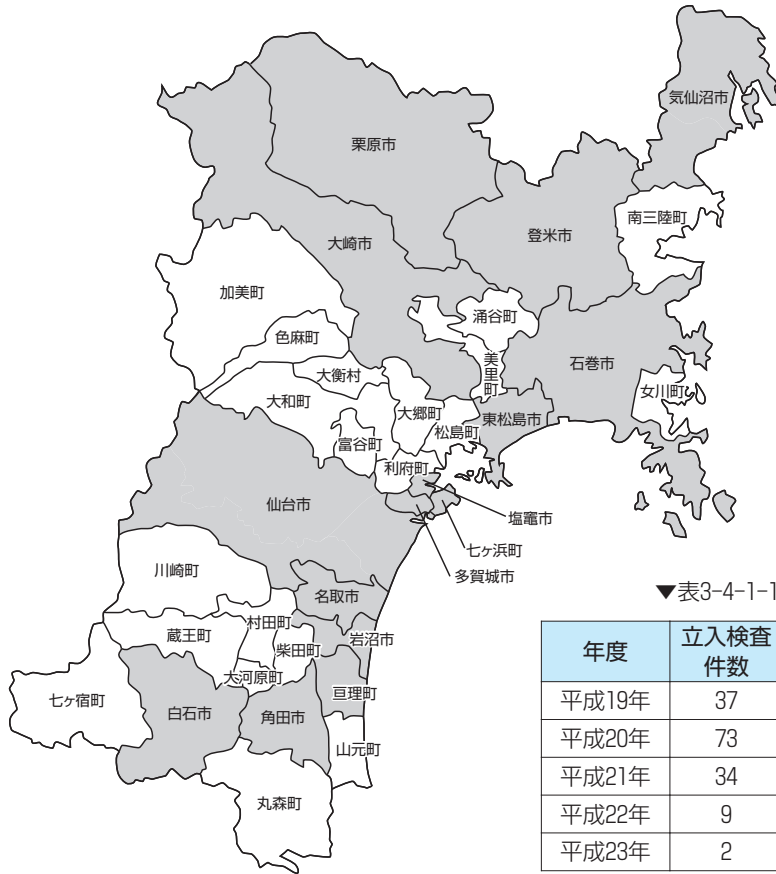 気仙沼市
栗原市
南三陸町
登米市
大崎市
加美町
涌谷町
色麻町
石巻市
美里町
大衡村
女川町
大和町
大郷町
東松島市
松島町
富谷町
利府町
仙台市
塩竈市
七ヶ浜町
多賀城市
川崎町
名取市
村田町
岩沼市
蔵王町
柴田町
大河原町
亘理町
七ヶ宿町
白石市
角田市
山元町
丸森町
▼表3-4-1-1
年度 立入検査件数
平成19年 37
平成20年 73
平成21年 34
平成22年 9
平成23年 2